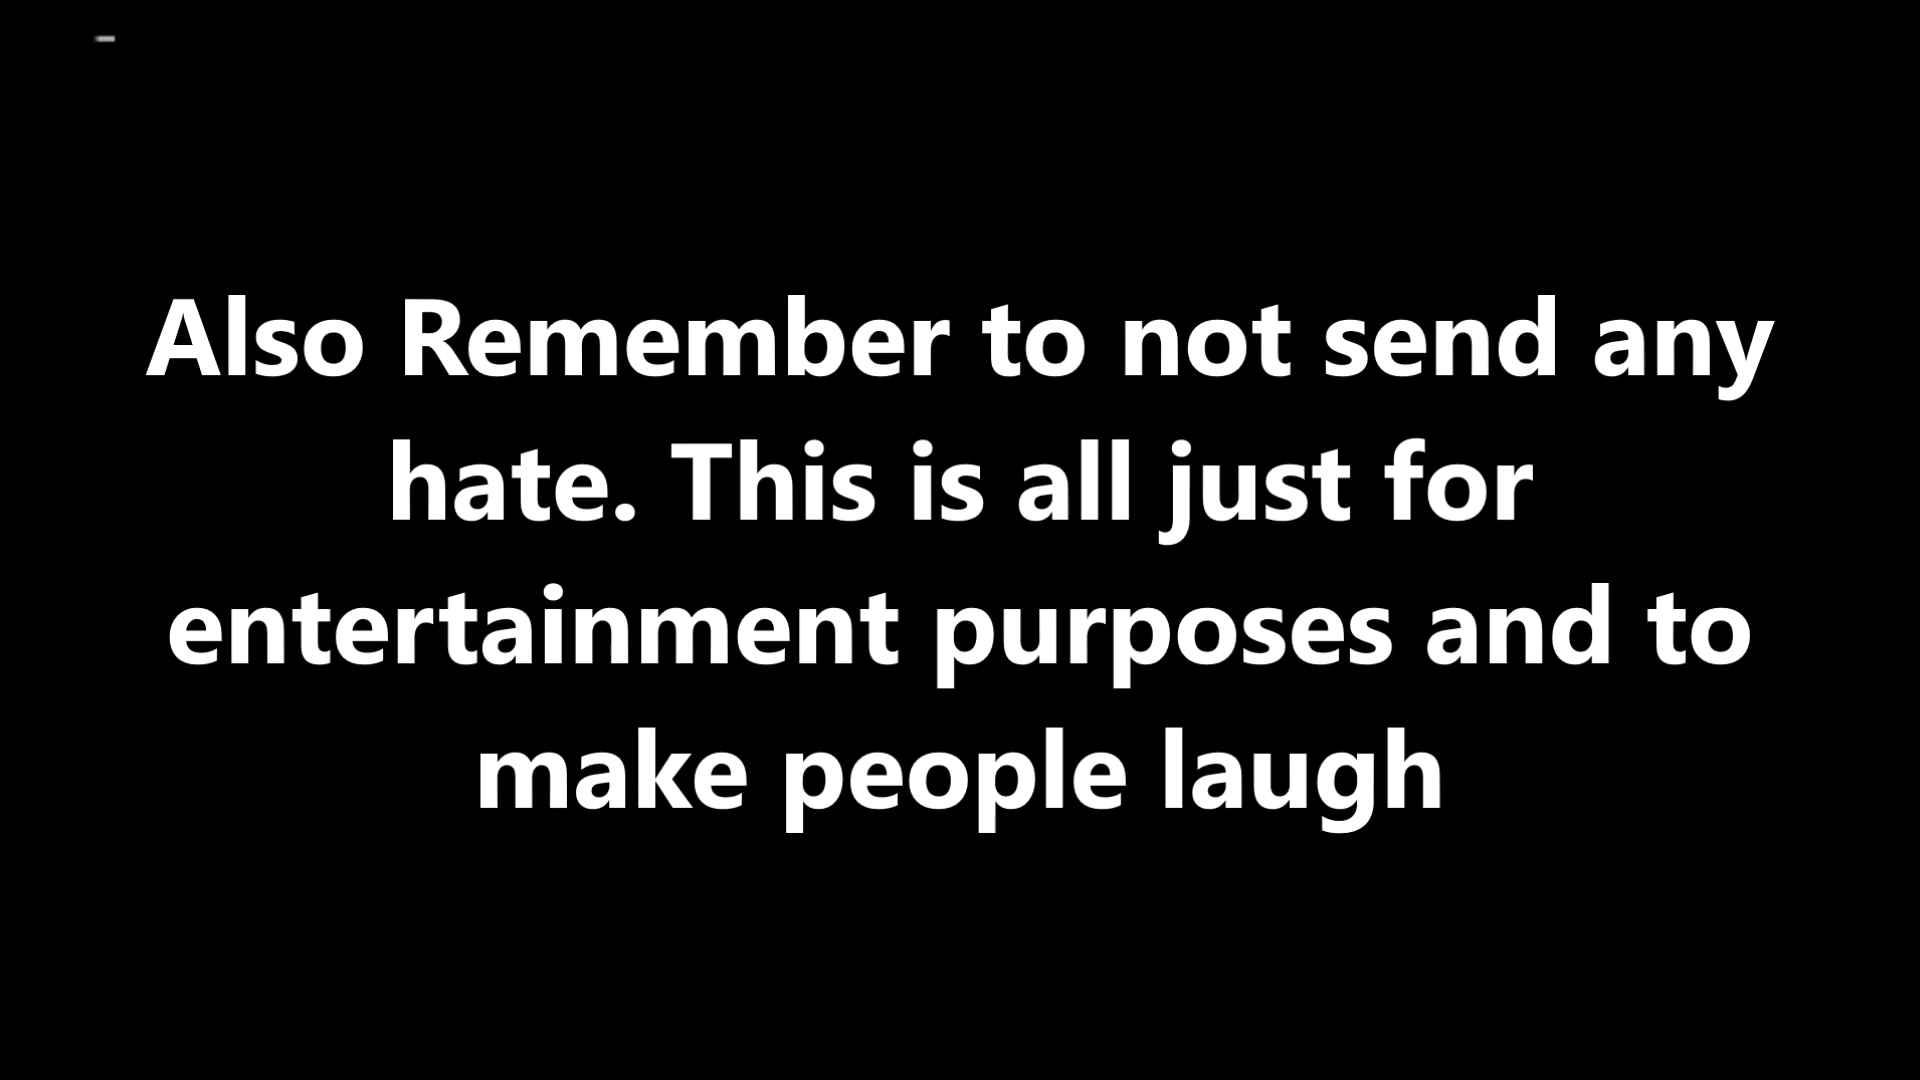 Also Remember to not send any
hate. This is all just for
entertainment purposes and to
make people laugh